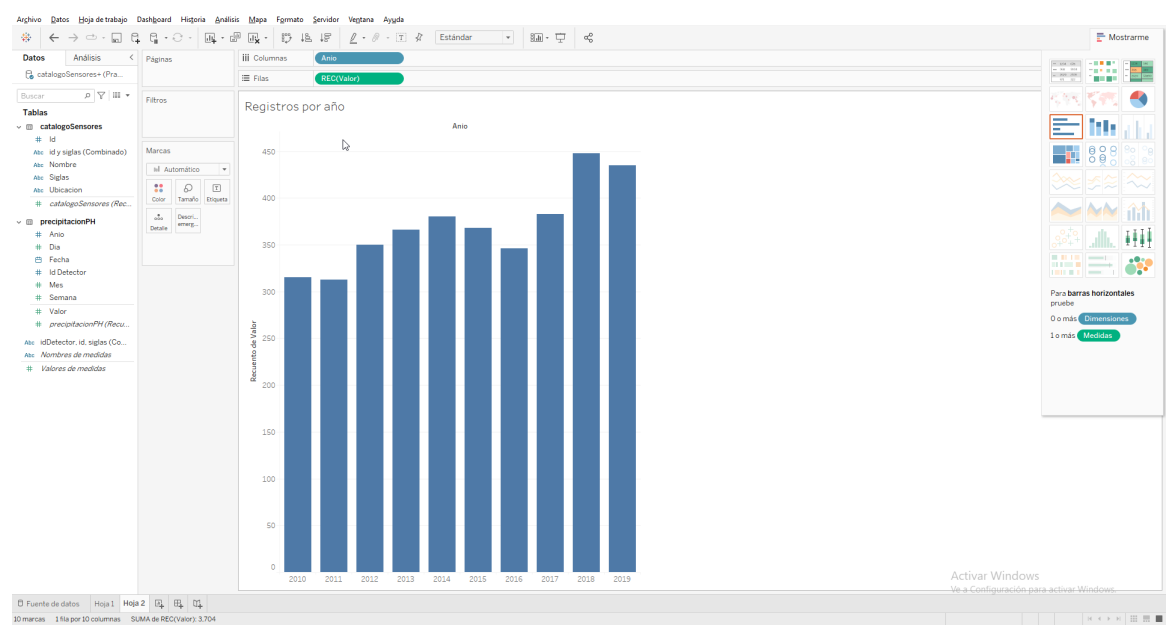 Archivo Datos Hoja de trabajo Dashboard Historia Análisis Mapa Formato Servidor Ventana Ayuda
Estándar
Mostrarme
Datos Análisis
catalogoSensores+ (Pra...
Buscar
Tablas
catalogoSensores
# Id
Abc id y siglas (Combinado)
Abc Nombre
Abc Siglas
Abc Ubicacion
# catalogoSensores (Rec...
precipitacionPH
# Anio
# Dia
Fecha
# Id Detector
# Mes
# Semana
# Valor
# precipitacionPH (Recu...
Abc idDetector, id, siglas (Co...
Abc Nombres de medidas
# Valores de medidas
Páginas
Filtros
Marcas
Automático
Color Tamaño Etiqueta
Detalle Descri... emerg...
Columnas Anio
Filas REC(Valor)
Registros por año
Anio
Recuento de Valor
450
400
350
300
250
200
150
100
50
0
2010 2011 2012 2013 2014 2015 2016 2017 2018 2019
Para barras horizontales
pruebe
0 o más Dimensiones
1 o más Medidas
Activar Windows
Ve a Configuración para activar Windows.
Fuente de datos Hoja 1 Hoja 2
10 marcas 1 fila por 10 columnas SUMA de REC(Valor): 3.704